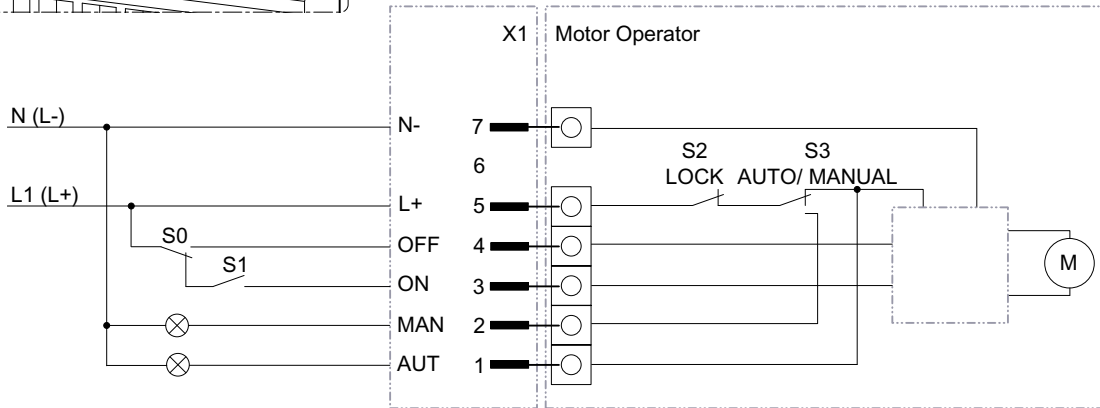 X1 Motor Operator
N (L-)
N- 7
6
S2 S3
LOCK AUTO/ MANUAL
L1 (L+)
L+ 5
S0
OFF 4
S1
ON 3
M
MAN 2
AUT 1